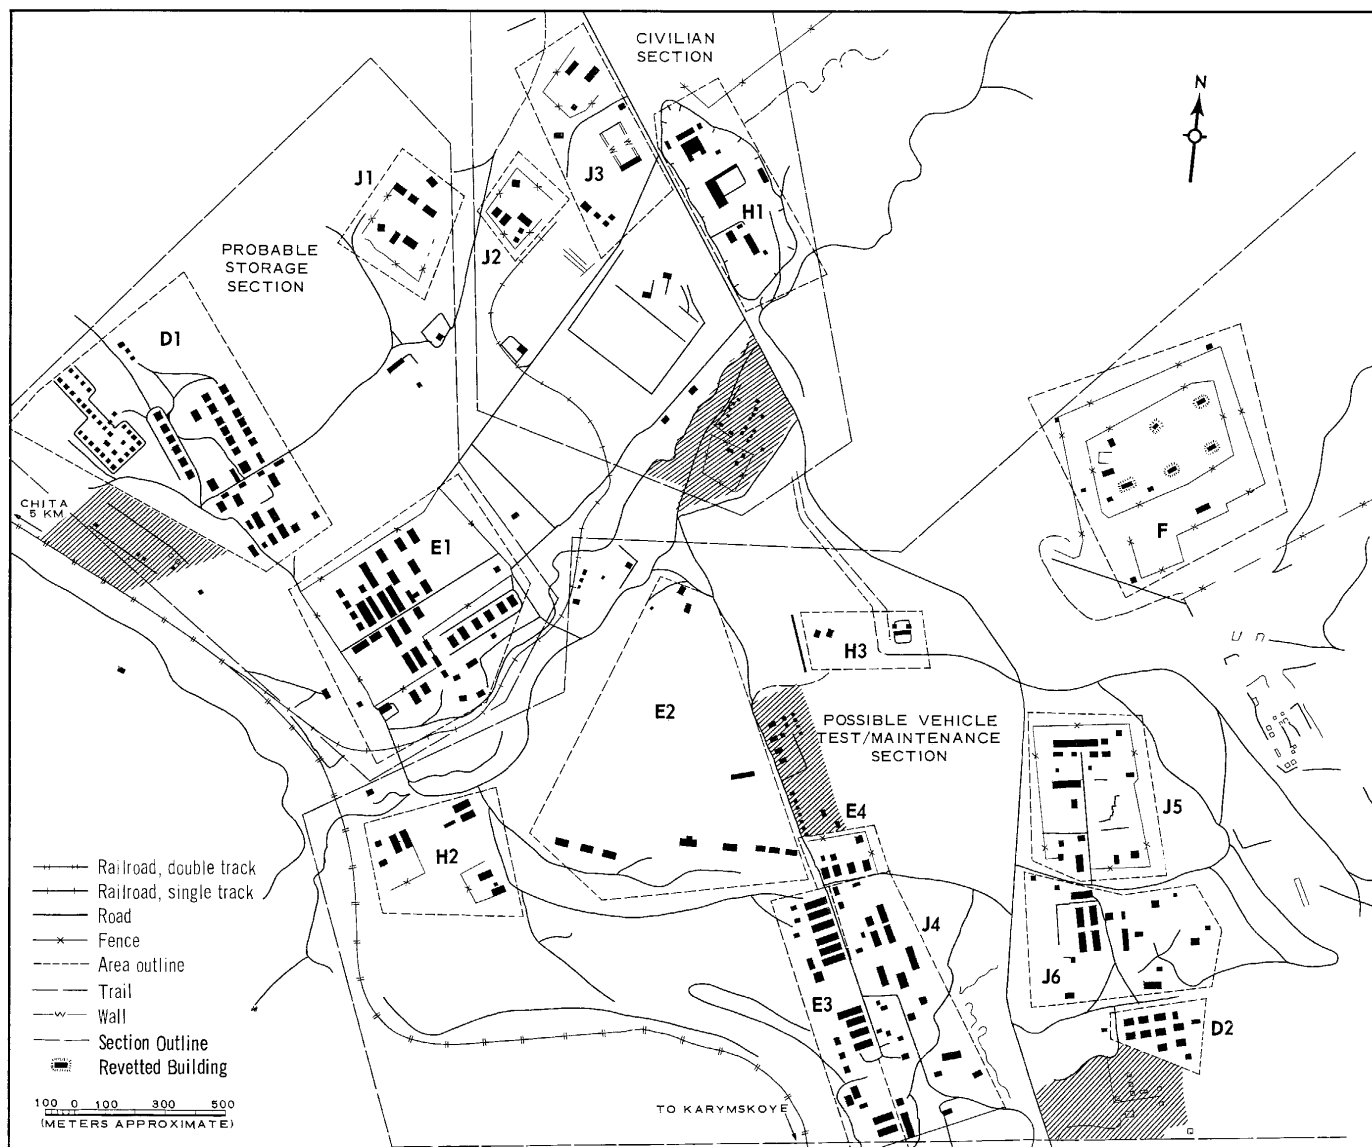 CIVILIAN
SECTION
N
J1
J3
H1
J2
PROBABLE
STORAGE
SECTION
D1
CHITA
5 KM
E1
F
H3
E2
POSSIBLE VEHICLE
TEST/MAINTENANCE
SECTION
E4
J5
H2
J4
J6
E3
D2
Railroad, double track
Railroad, single track
Road
Fence
Area outline
Trail
Wall
W
Section Outline
Revetted Building
100 0 100 300 500
(METERS APPROXIMATE)
TO KARYMSKOYE